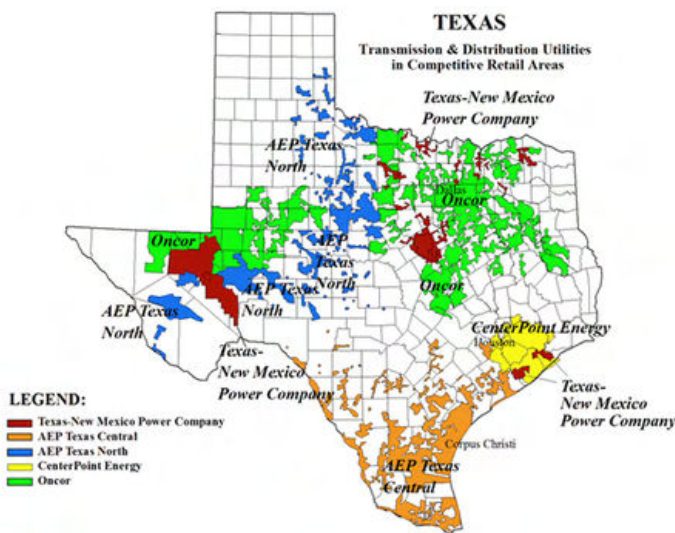 TEXAS
Transmission & Distribution Utilities
in Competitive Retail Areas
Texas-New Mexico
Power Company
AEP Texas
North
Dallas
Oncor
Oncor
AEP
Texas
North
AEP Texas
North
Oncor
AEP Texas
North
CenterPoint Energy
Houston
Texas-
New Mexico
Power Company
Texas-
New Mexico
Power Company
LEGEND:
Texas-New Mexico Power Company
AEP Texas Central
AEP Texas North
CenterPoint Energy
Oncor
Corpus Christi
AEP Texas
Central